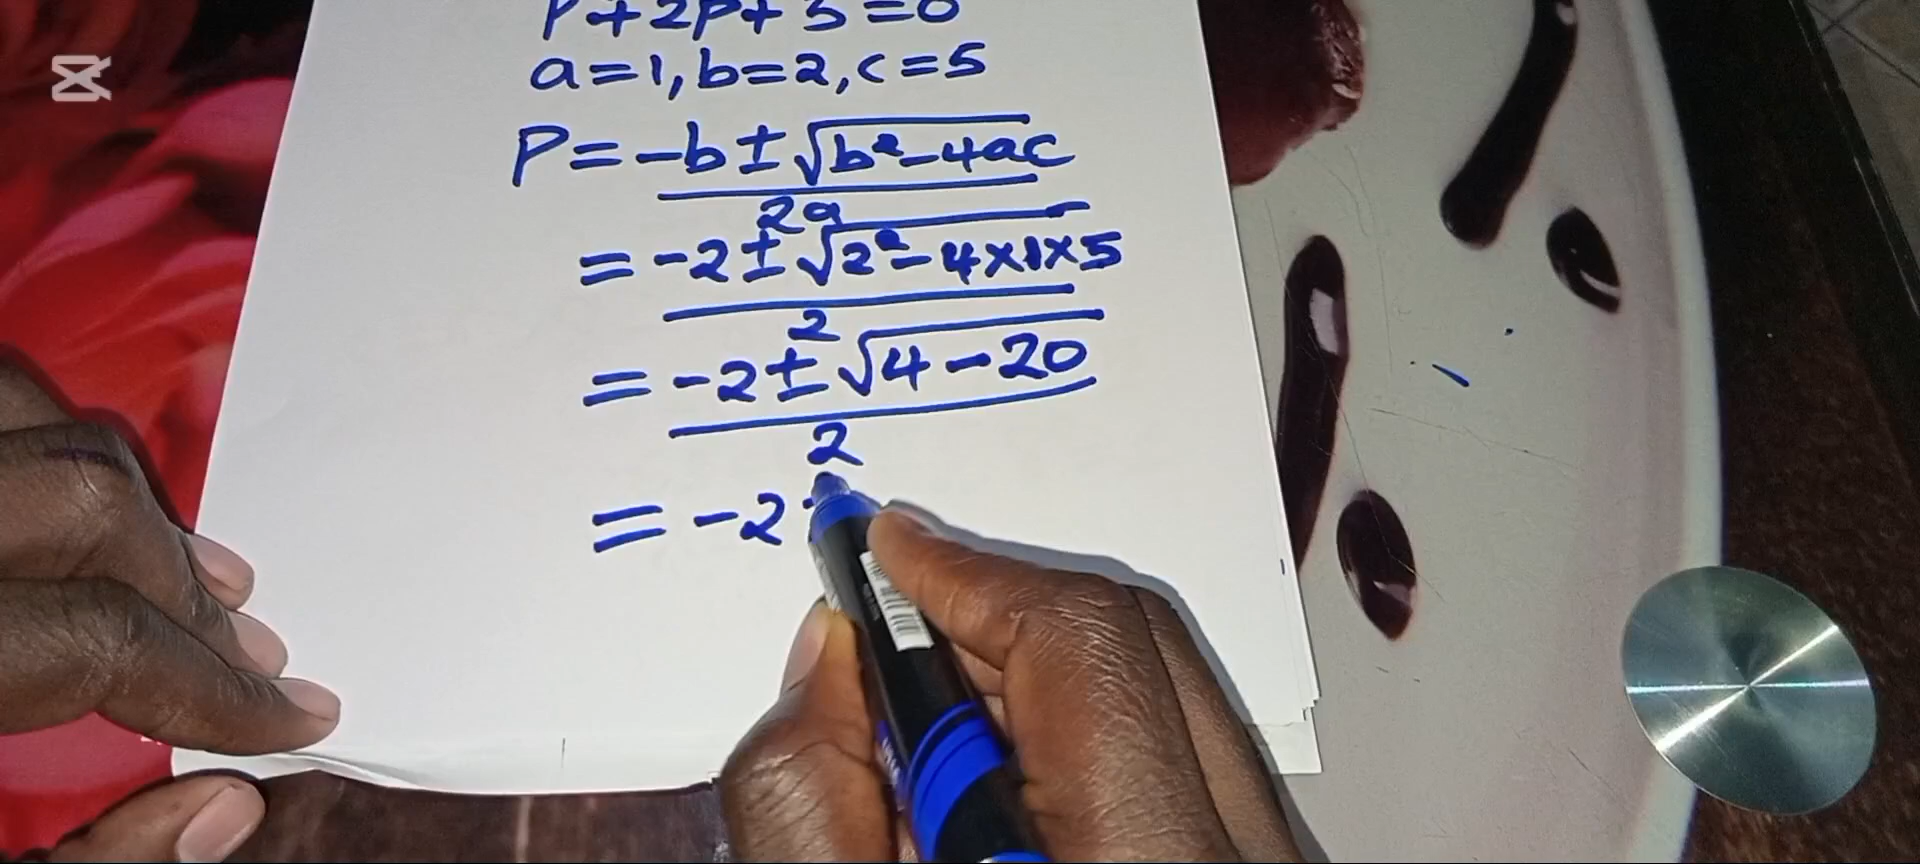 P+2P+5=0
a=1, b=2, c=5
P=-b±√b²-4ac
2a
=-2±√2²-4×1×5
2
=-2±√4-20
2
=-2